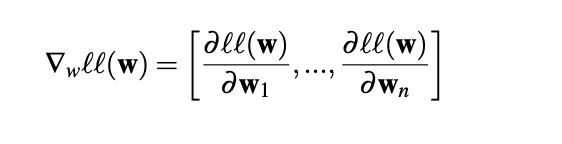 ∇wℓℓ(w) = [∂ℓℓ(w)/∂w1, ..., ∂ℓℓ(w)/∂wn]